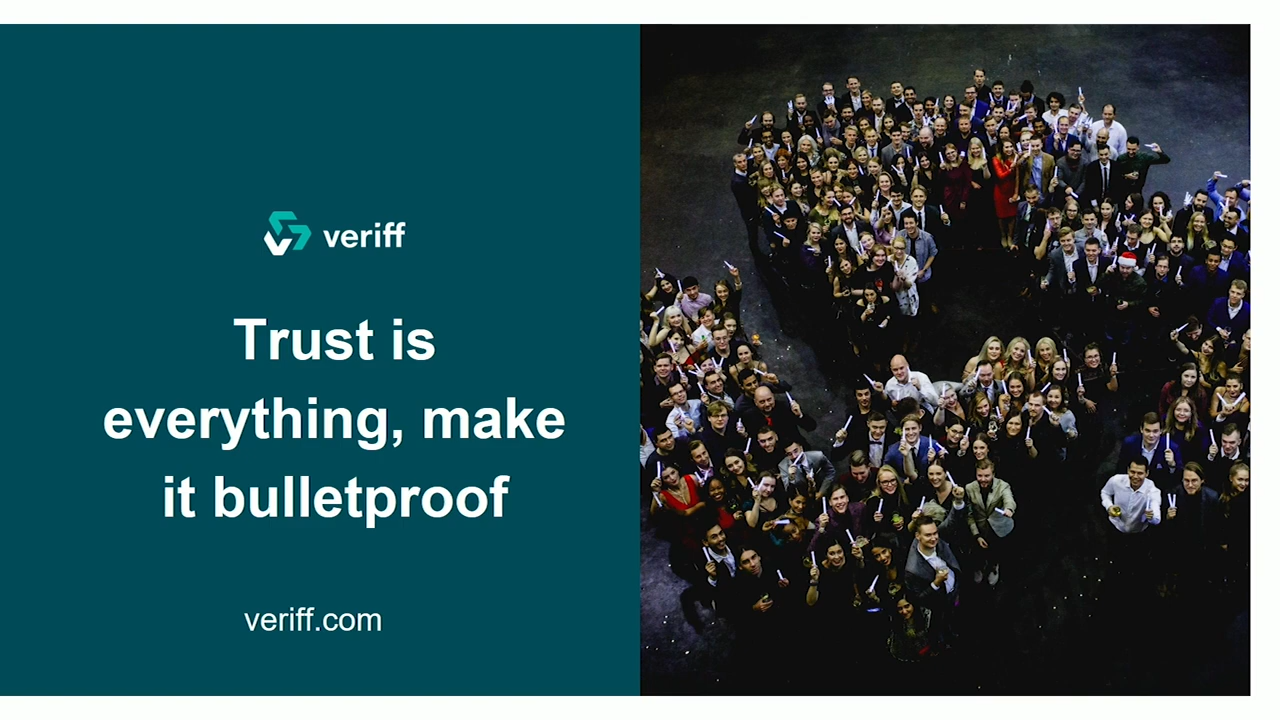 veriff
Trust is
everything, make
it bulletproof
veriff.com